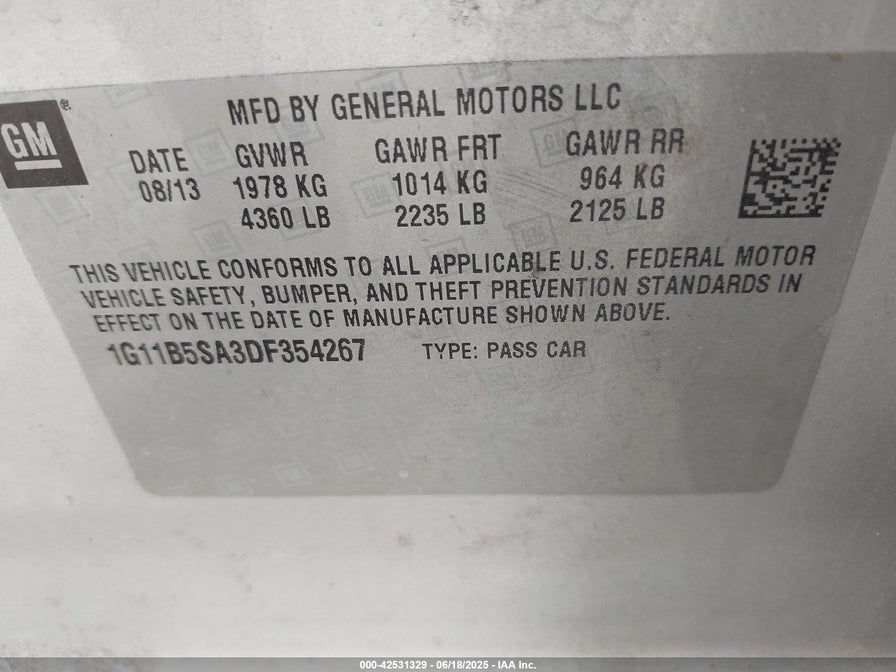 GM®
MFD BY GENERAL MOTORS LLC
DATE GVWR GAWR FRT GAWR RR
08/13 1978 KG 1014 KG 964 KG
4360 LB 2235 LB 2125 LB
THIS VEHICLE CONFORMS TO ALL APPLICABLE U.S. FEDERAL MOTOR
VEHICLE SAFETY, BUMPER, AND THEFT PREVENTION STANDARDS IN
EFFECT ON THE DATE OF MANUFACTURE SHOWN ABOVE.
1G11B5SA3DF354267 TYPE: PASS CAR
000-42531329 - 06/18/2025 - IAA Inc.